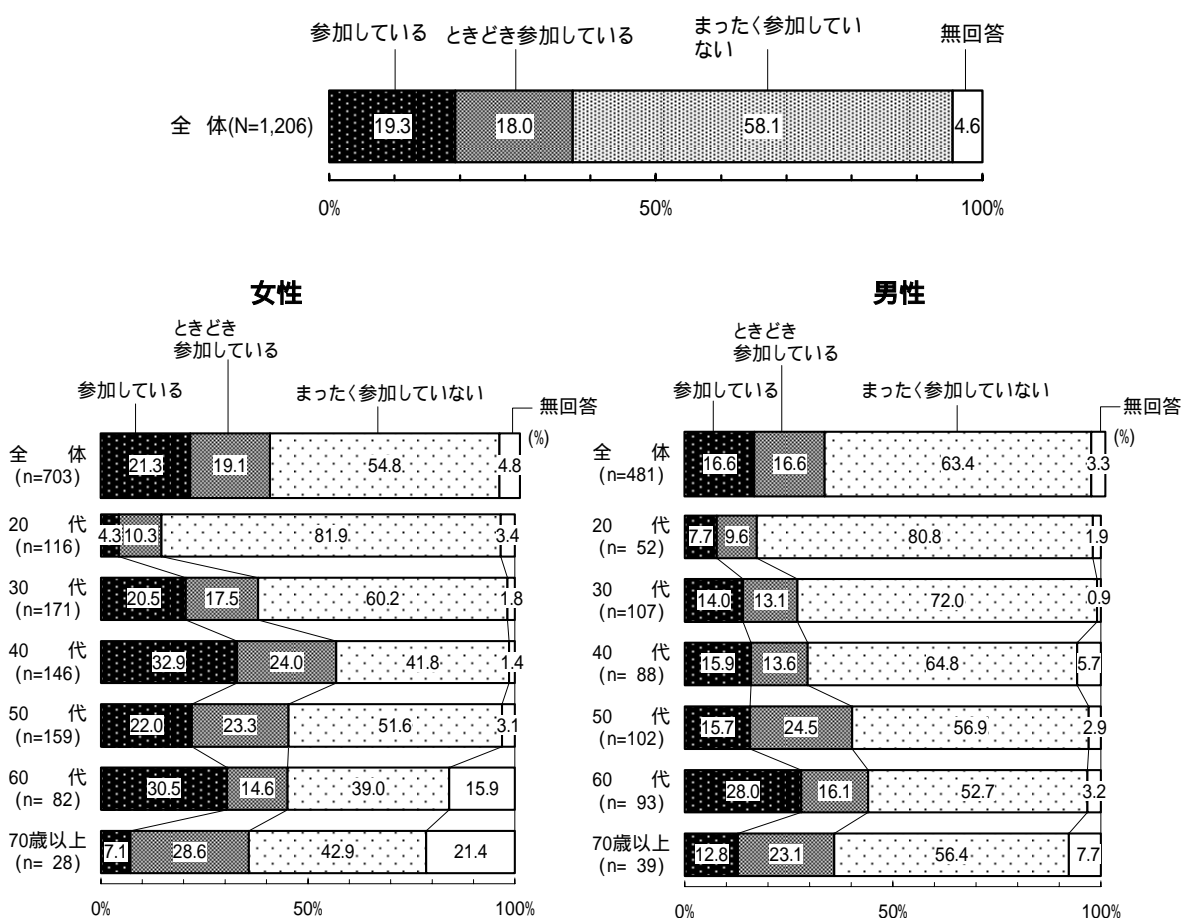 参加している ときどき参加している まったく参加してい
ない 無回答
全 体(N=1,206) 19.3 18.0 58.1 4.6
0% 50% 100%
女性
ときどき
参加している
参加している まったく参加していない 無回答
(%)
全 体
(n=703) 21.3 19.1 54.8 4.8
20 代
(n=116) 4.3 10.3 81.9 3.4
30 代
(n=171) 20.5 17.5 60.2 1.8
40 代
(n=146) 32.9 24.0 41.8 1.4
50 代
(n=159) 22.0 23.3 51.6 3.1
60 代
(n= 82) 30.5 14.6 39.0 15.9
70歳以上
(n= 28) 7.1 28.6 42.9 21.4
0% 50% 100%
男性
ときどき
参加している
参加している まったく参加していない 無回答
(%)
全 体
(n=481) 16.6 16.6 63.4 3.3
20 代
(n= 52) 7.7 9.6 80.8 1.9
30 代
(n=107) 14.0 13.1 72.0 0.9
40 代
(n= 88) 15.9 13.6 64.8 5.7
50 代
(n=102) 15.7 24.5 56.9 2.9
60 代
(n= 93) 28.0 16.1 52.7 3.2
70歳以上
(n= 39) 12.8 23.1 56.4 7.7
0% 50% 100%